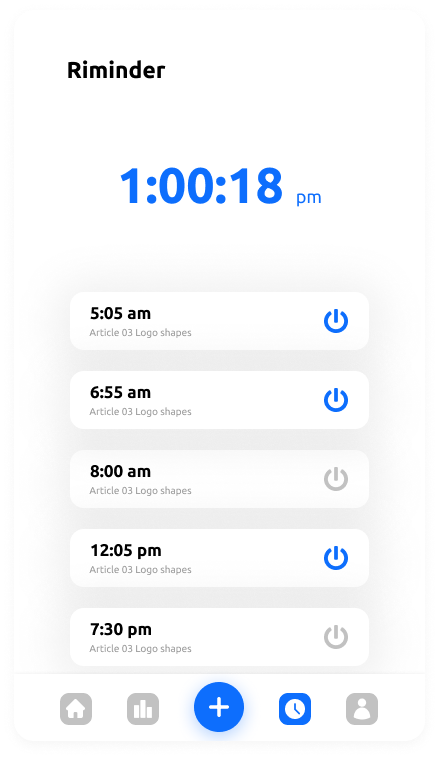 Riminder
1:00:18 pm
5:05 am
Article 03 Logo shapes
6:55 am
Article 03 Logo shapes
8:00 am
Article 03 Logo shapes
12:05 pm
Article 03 Logo shapes
7:30 pm
Article 03 Logo shapes